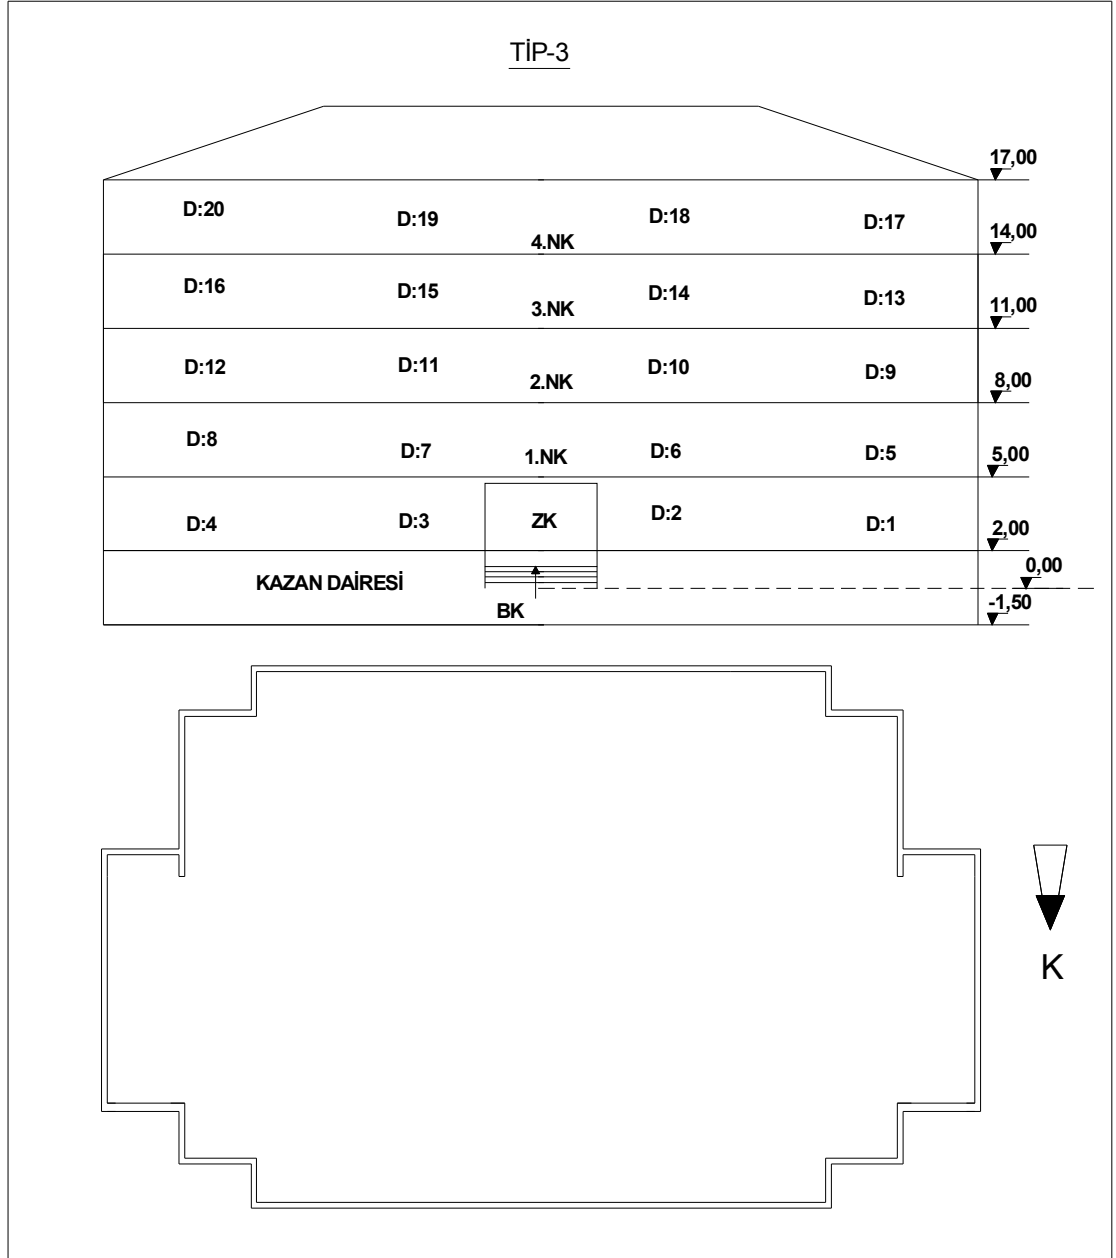 TİP-3
17,00
D:20 D:19 D:18 D:17
4.NK 14,00
D:16 D:15 D:14 D:13
3.NK 11,00
D:12 D:11 D:10 D:9
2.NK 8,00
D:8 D:7 D:6 D:5
1.NK 5,00
D:4 D:3 ZK D:2 D:1
2,00
0,00
KAZAN DAİRESİ
BK -1,50
K